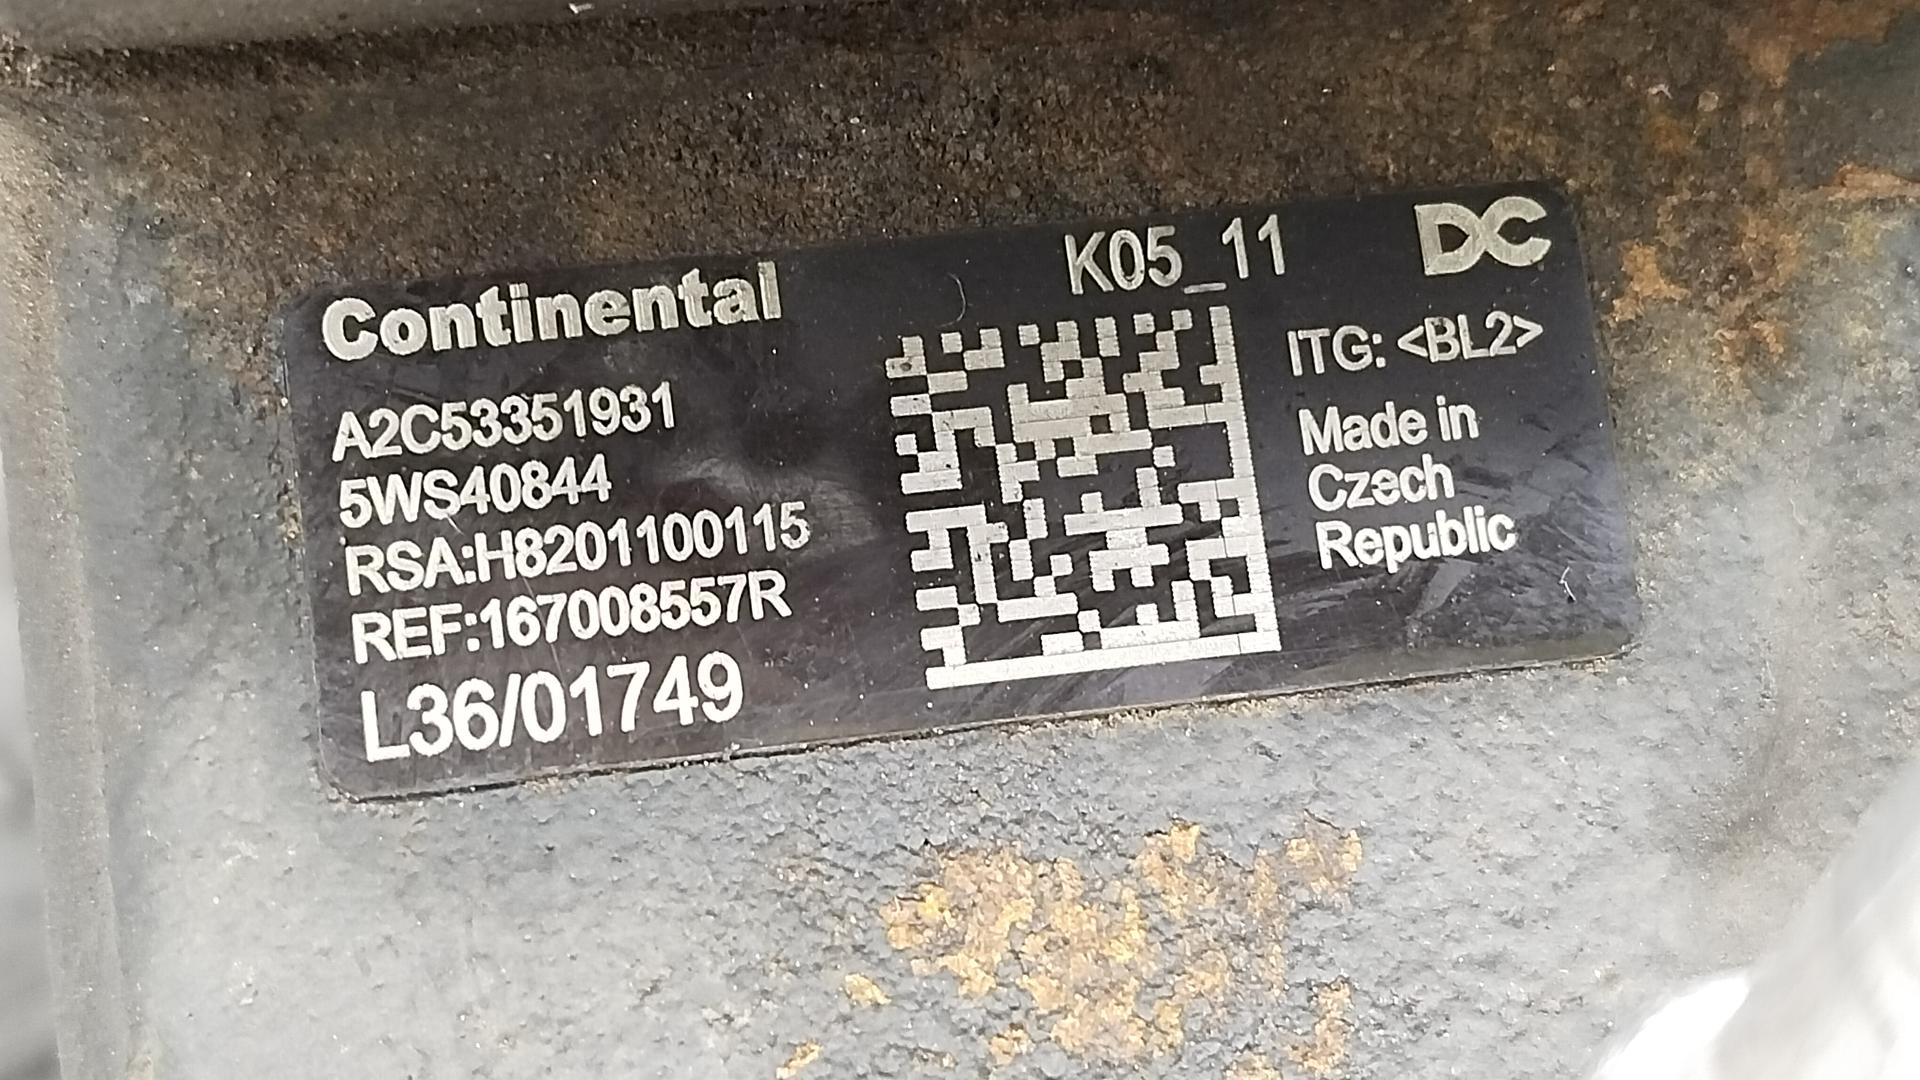 Continental
K05_11
DC
A2C53351931
5WS40844
RSA:H8201100115
REF:167008557R
L36/01749
ITG: <BL2>
Made in
Czech
Republic